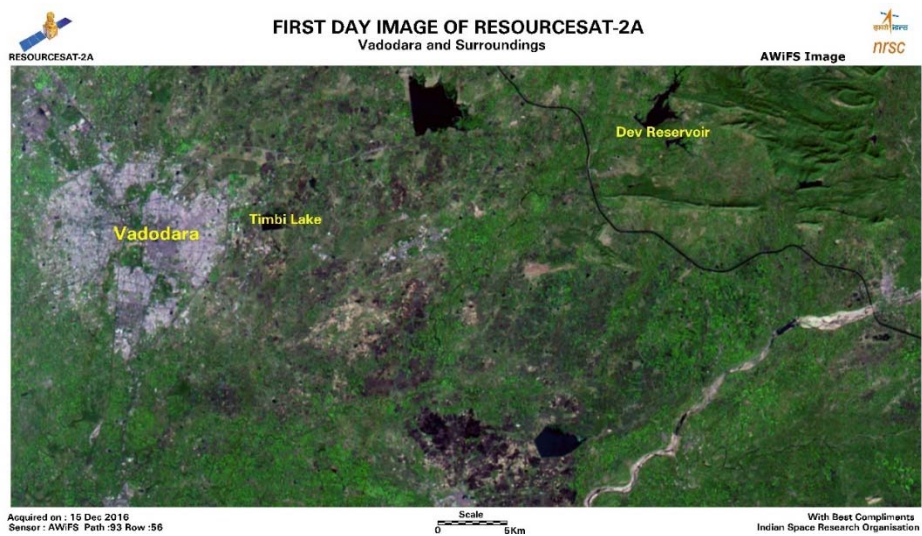 FIRST DAY IMAGE OF RESOURCESAT-2A
Vadodara and Surroundings
RESOURCESAT-2A
AWiFS Image
इसरो isro
nrsc
Dev Reservoir
Timbi Lake
Vadodara
Acquired on : 15 Dec 2016
Sensor : AWiFS Path :93 Row :56
Scale
0 5Km
With Best Compliments
Indian Space Research Organisation